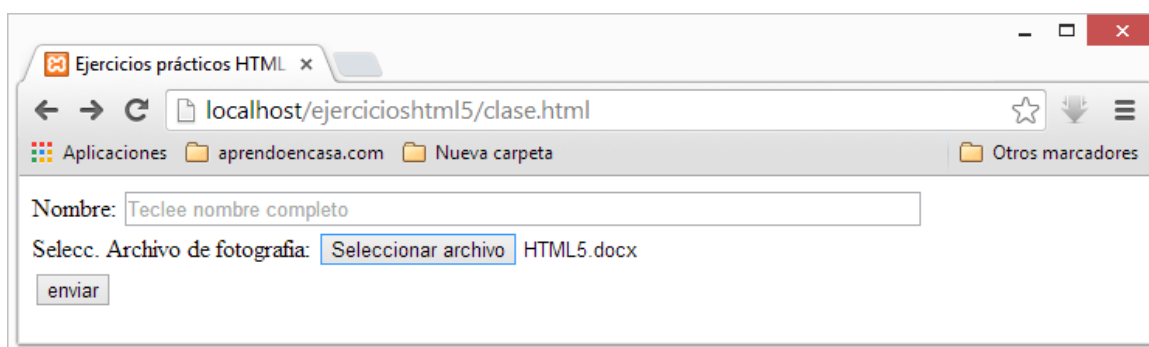 Ejercicios prácticos HTML
localhost/ejercicioshtml5/clase.html
Aplicaciones aprendoencasa.com Nueva carpeta Otros marcadores
Nombre: Teclee nombre completo
Selecc. Archivo de fotografia: Seleccionar archivo HTML5.docx
enviar